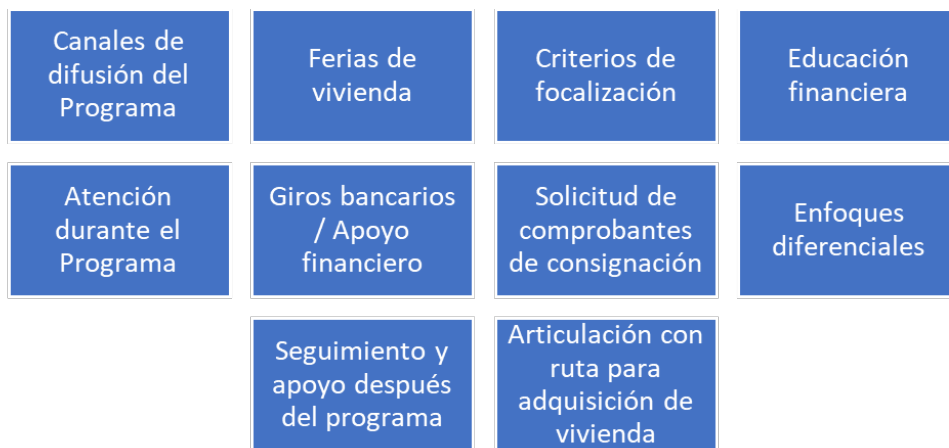 Canales de
difusión del
Programa
Ferias de
vivienda
Criterios de
focalización
Educación
financiera
Atención
durante el
Programa
Giros bancarios
/ Apoyo
financiero
Solicitud de
comprobantes
de consignación
Enfoques
diferenciales
Seguimiento y
apoyo después
del programa
Articulación con
ruta para
adquisición de
vivienda